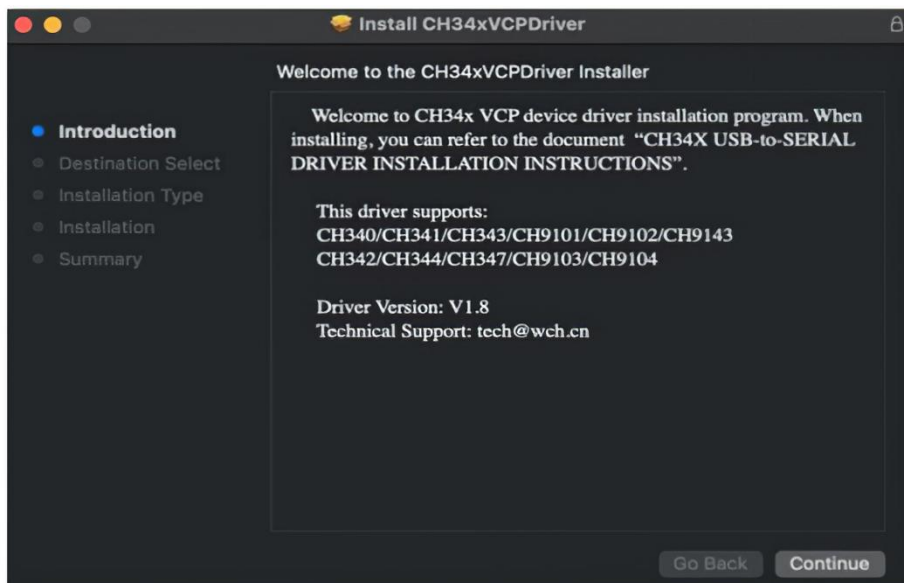 Install CH34xVCPDriver
Welcome to the CH34xVCPDriver Installer
Introduction
Destination Select
Installation Type
Installation
Summary
Welcome to CH34x VCP device driver installation program. When
installing, you can refer to the document “CH34X USB-to-SERIAL
DRIVER INSTALLATION INSTRUCTIONS”.
This driver supports:
CH340/CH341/CH343/CH9101/CH9102/CH9143
CH342/CH344/CH347/CH9103/CH9104
Driver Version: V1.8
Technical Support: tech@wch.cn
Go Back
Continue